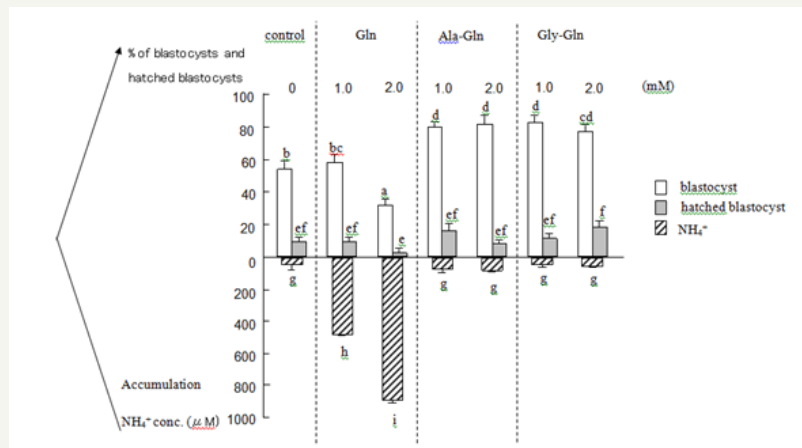 control Gln Ala-Gln Gly-Gln
% of blastocysts and
hatched blastocysts
0 1.0 2.0 1.0 2.0 1.0 2.0 (mM)
100
80
60
40
20
0
200
400
600
800
1000
b ef bc ef a e d ef d ef d ef cd f
g h i g g g g
blastocyst
hatched blastocyst
NH₄⁺
Accumulation
NH₄⁺ conc. (μM)